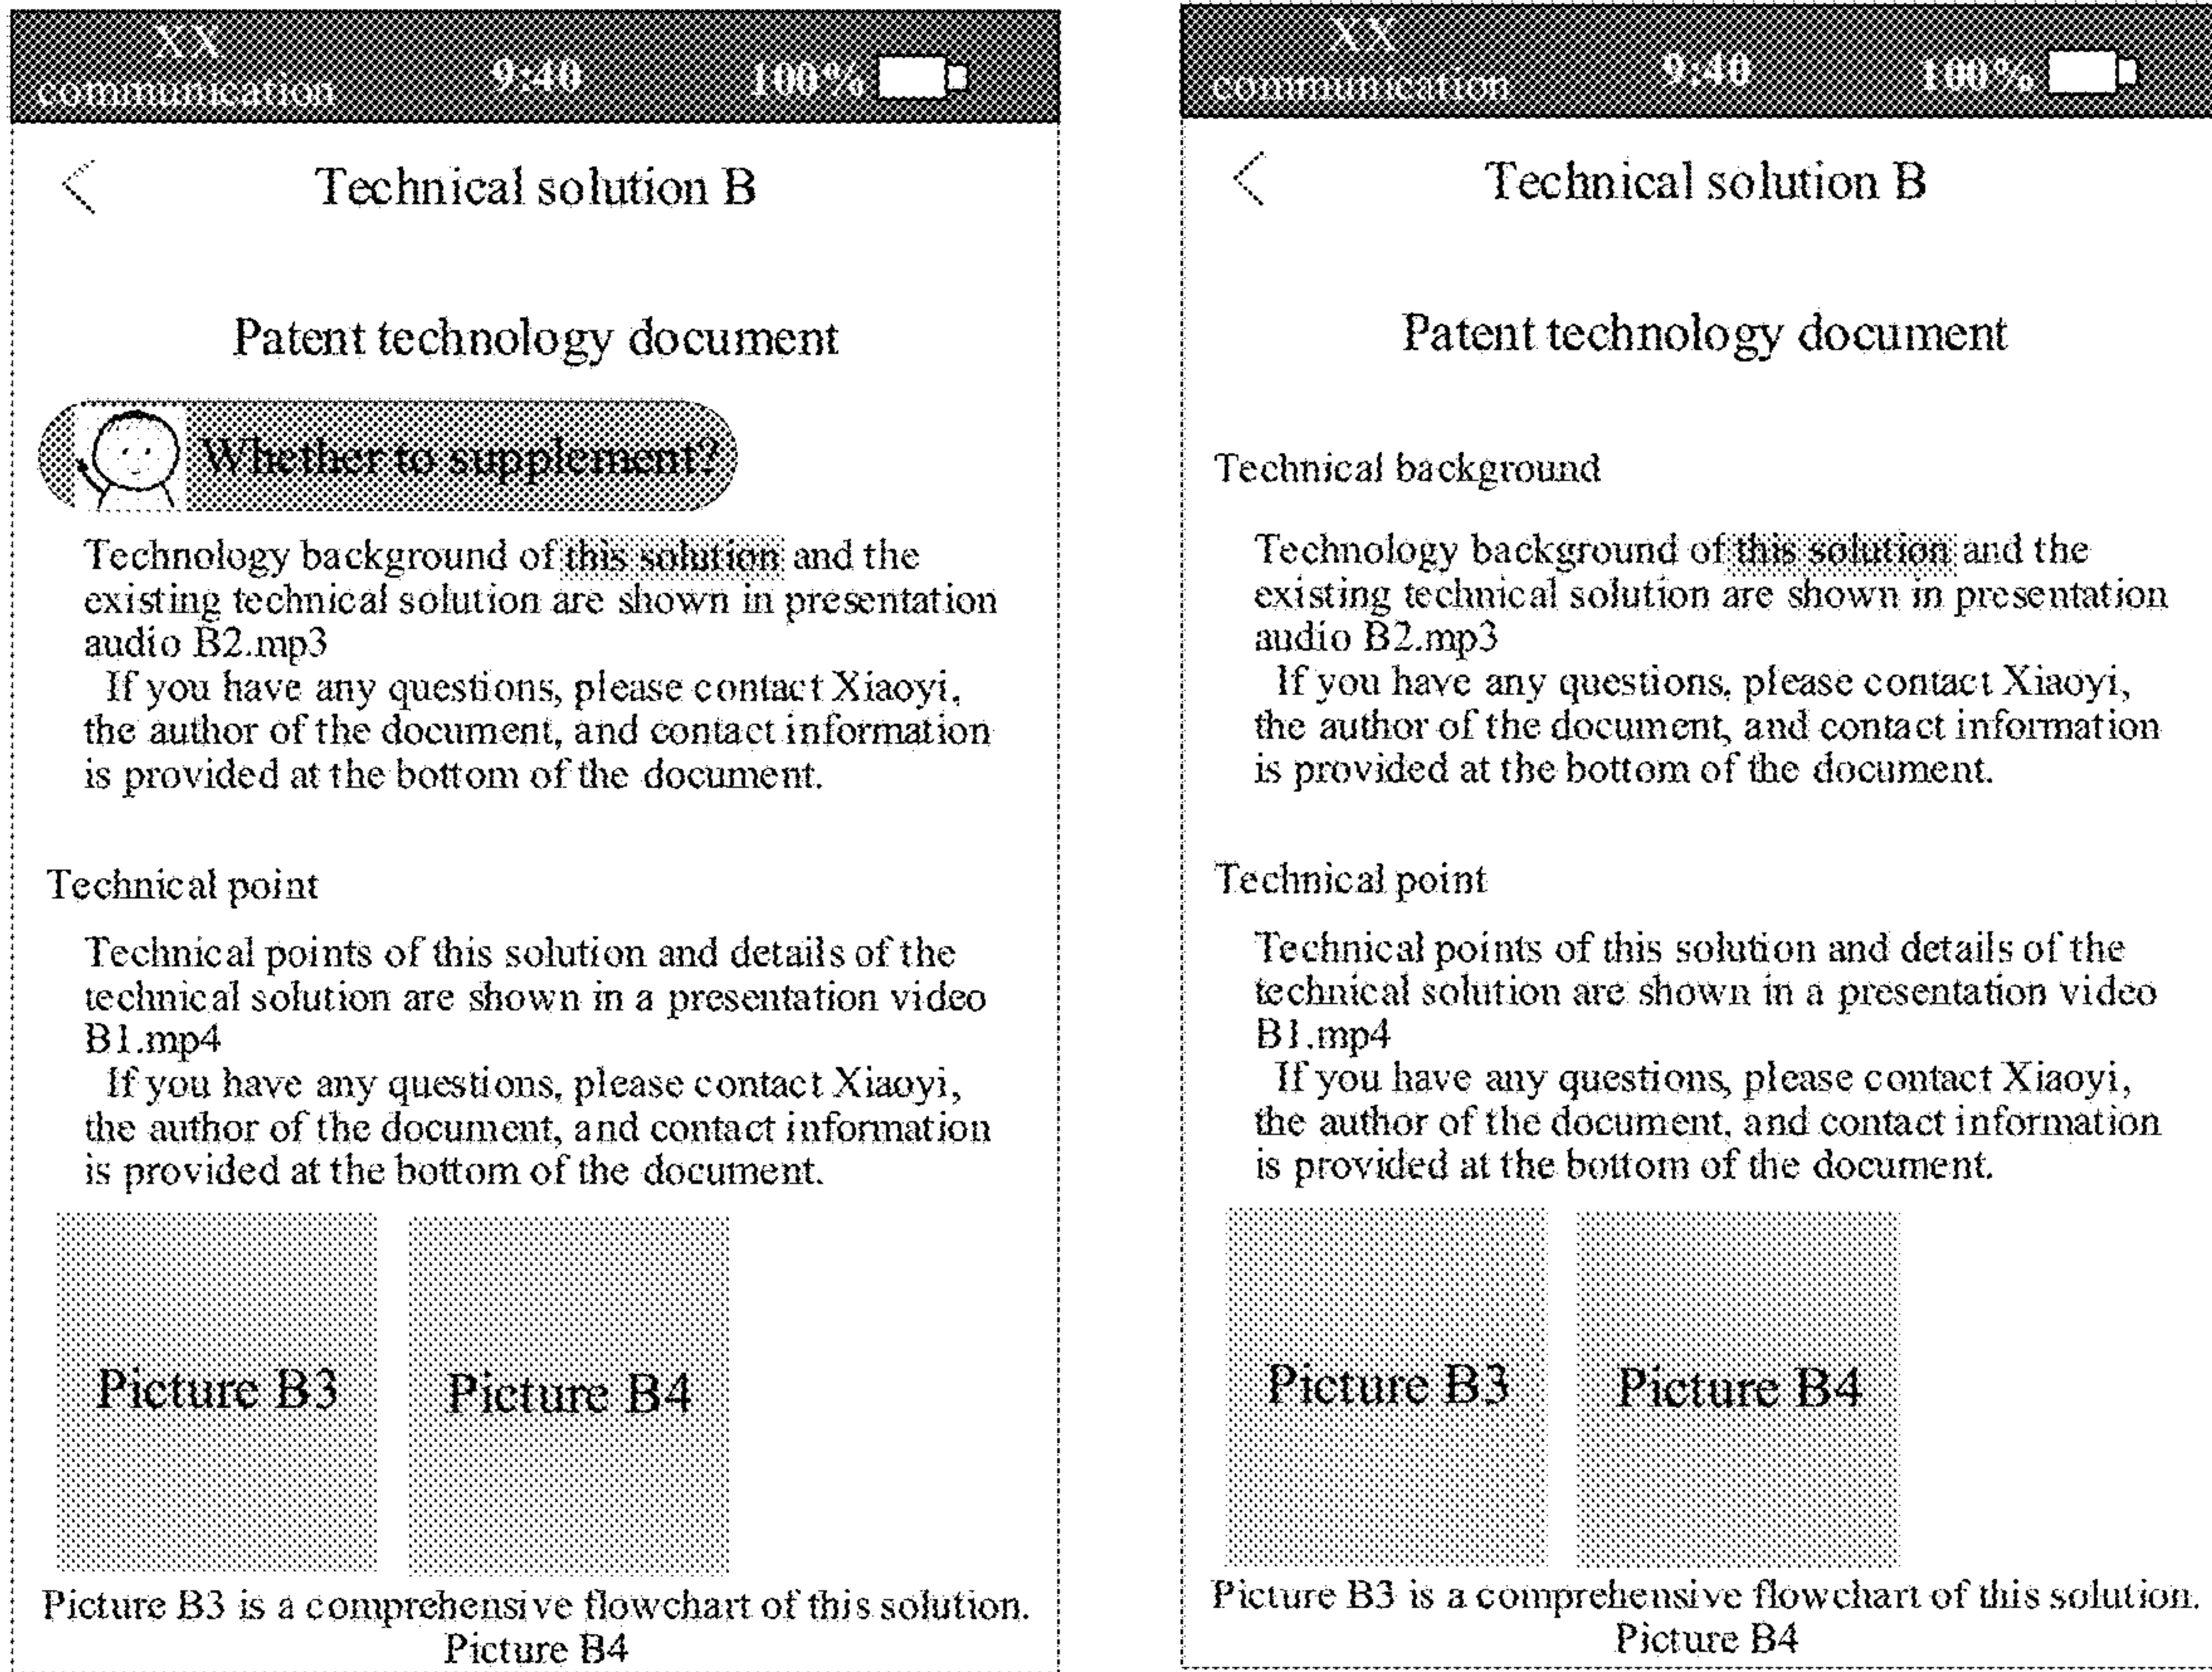 XX
communication
9:40
100%
Technical solution B
Patent technology document
Whether to supplement?
Technology background of this solution and the
existing technical solution are shown in presentation
audio B2.mp3
If you have any questions, please contact Xiaoyi,
the author of the document, and contact information
is provided at the bottom of the document.
Technical point
Technical points of this solution and details of the
technical solution are shown in a presentation video
B1.mp4
If you have any questions, please contact Xiaoyi,
the author of the document, and contact information
is provided at the bottom of the document.
Picture B3
Picture B4
Picture B3 is a comprehensive flowchart of this solution.
Picture B4
XX
communication
9:40
100%
Technical solution B
Patent technology document
Technical background
Technology background of this solution and the
existing technical solution are shown in presentation
audio B2.mp3
If you have any questions, please contact Xiaoyi,
the author of the document, and contact information
is provided at the bottom of the document.
Technical point
Technical points of this solution and details of the
technical solution are shown in a presentation video
B1.mp4
If you have any questions, please contact Xiaoyi,
the author of the document, and contact information
is provided at the bottom of the document.
Picture B3
Picture B4
Picture B3 is a comprehensive flowchart of this solution.
Picture B4